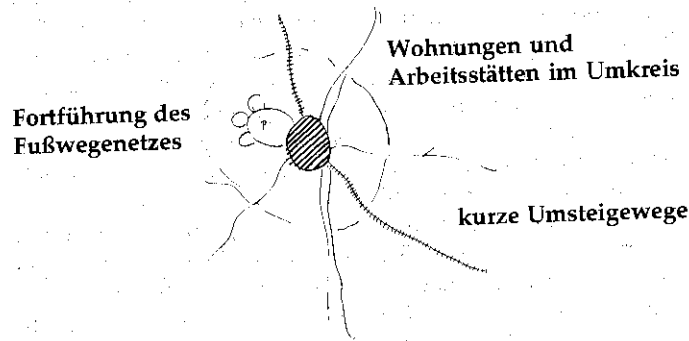 Wohnungen und
Arbeitsstätten im Umkreis
Fortführung des
Fußwegenetzes
P
kurze Umsteigewege